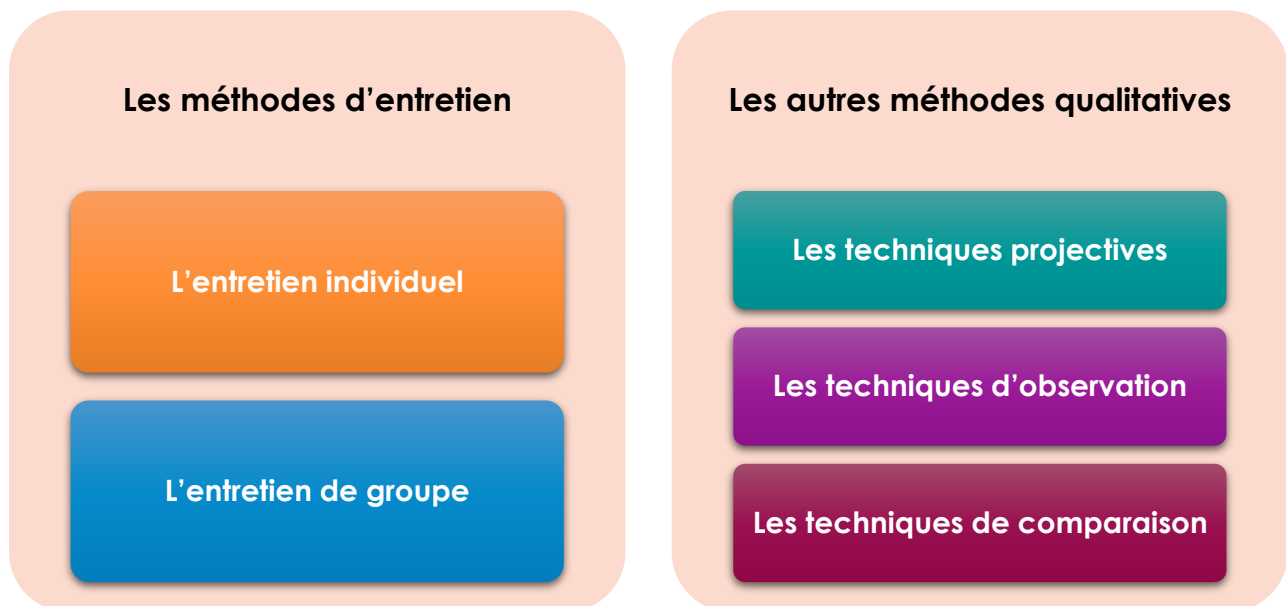 Les méthodes d’entretien
L’entretien individuel
L’entretien de groupe
Les autres méthodes qualitatives
Les techniques projectives
Les techniques d’observation
Les techniques de comparaison